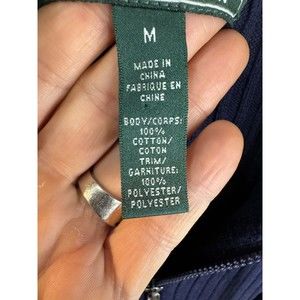 M
MADE IN
CHINA
FABRIQUE EN
CHINE
BODY/CORPS:
100%
COTTON/
COTON
TRIM/
GARNITURE:
100%
POLYESTER/
POLYESTER